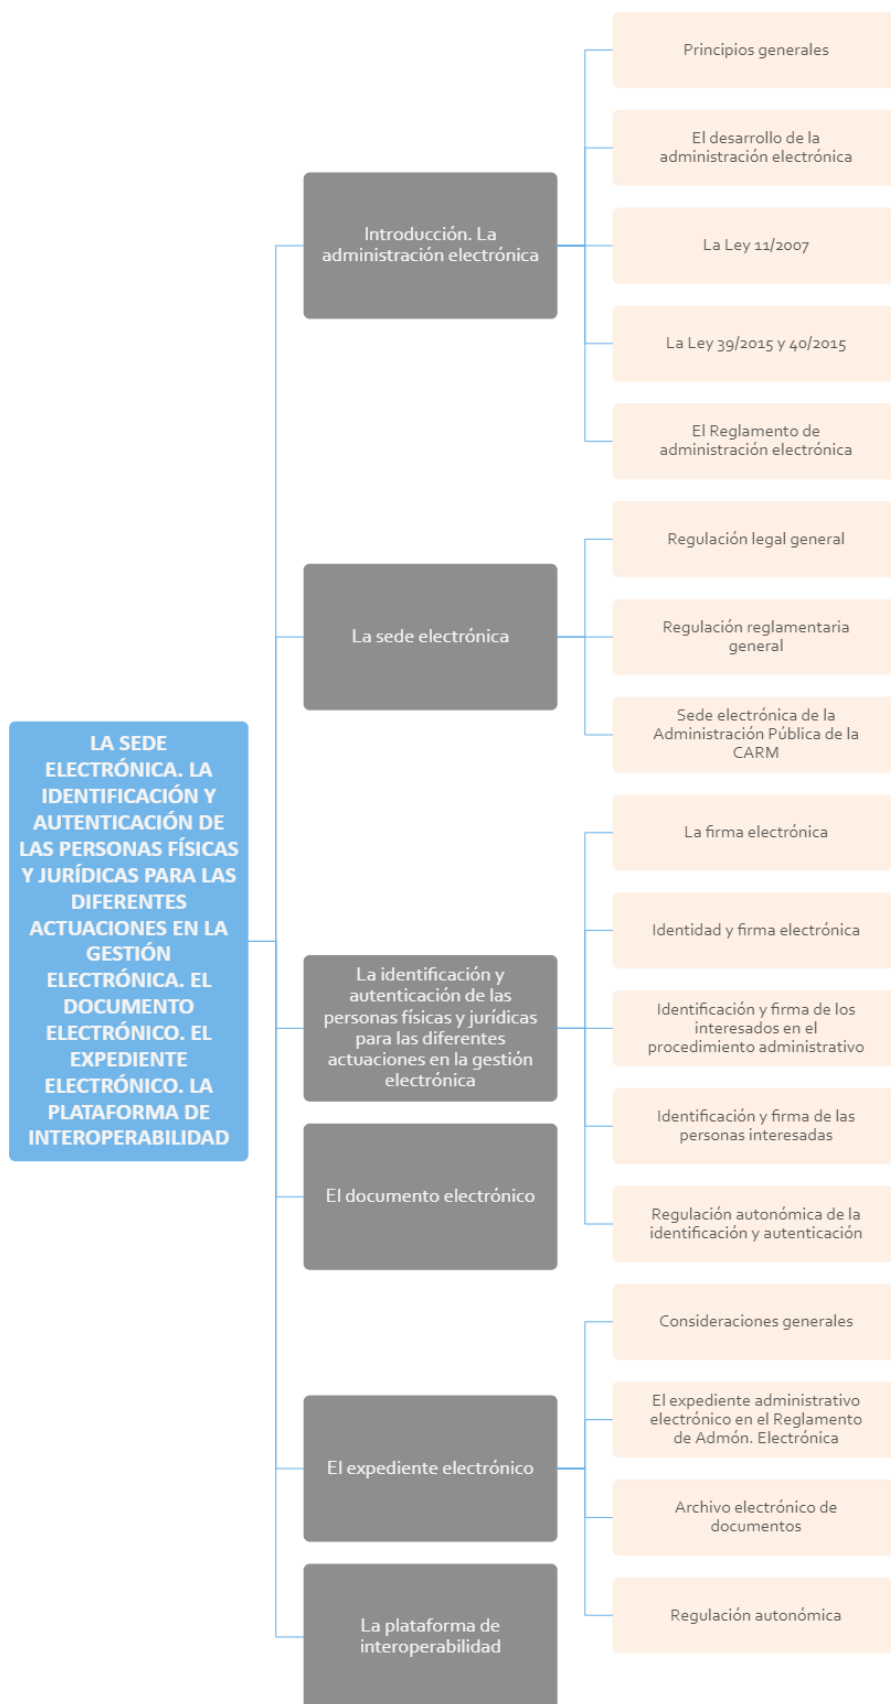 LA SEDE
ELECTRÓNICA. LA
IDENTIFICACIÓN Y
AUTENTICACIÓN DE
LAS PERSONAS FÍSICAS
Y JURÍDICAS PARA LAS
DIFERENTES
ACTUACIONES EN LA
GESTIÓN
ELECTRÓNICA. EL
DOCUMENTO
ELECTRÓNICO. EL
EXPEDIENTE
ELECTRÓNICO. LA
PLATAFORMA DE
INTEROPERABILIDAD
Introducción. La
administración electrónica
Principios generales
El desarrollo de la
administración electrónica
La Ley 11/2007
La Ley 39/2015 y 40/2015
El Reglamento de
administración electrónica
La sede electrónica
Regulación legal general
Regulación reglamentaria
general
Sede electrónica de la
Administración Pública de la
CARM
La identificación y
autenticación de las
personas físicas y jurídicas
para las diferentes
actuaciones en la gestión
electrónica
La firma electrónica
Identidad y firma electrónica
Identificación y firma de los
interesados en el
procedimiento administrativo
Identificación y firma de las
personas interesadas
Regulación autonómica de la
identificación y autenticación
El documento electrónico
El expediente electrónico
Consideraciones generales
El expediente administrativo
electrónico en el Reglamento
de Admón. Electrónica
Archivo electrónico de
documentos
Regulación autonómica
La plataforma de
interoperabilidad